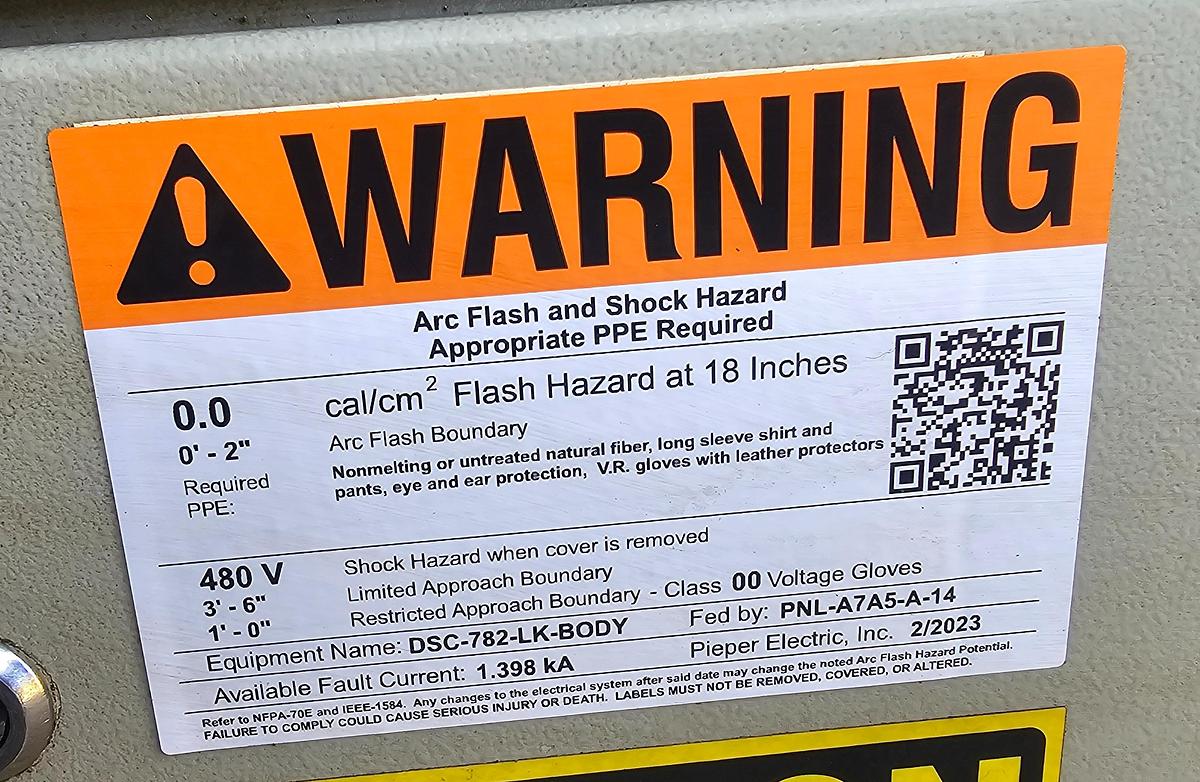 WARNING
Arc Flash and Shock Hazard
Appropriate PPE Required
0.0 cal/cm² Flash Hazard at 18 Inches
0' - 2" Arc Flash Boundary
Required PPE: Nonmelting or untreated natural fiber, long sleeve shirt and
pants, eye and ear protection, V.R. gloves with leather protectors
480 V Shock Hazard when cover is removed
3' - 6" Limited Approach Boundary
1' - 0" Restricted Approach Boundary - Class 00 Voltage Gloves
Equipment Name: DSC-782-LK-BODY Fed by: PNL-A7A5-A-14
Available Fault Current: 1.398 kA Pieper Electric, Inc. 2/2023
Refer to NFPA-70E and IEEE-1584. Any changes to the electrical system after said date may change the noted Arc Flash Hazard Potential.
FAILURE TO COMPLY COULD CAUSE SERIOUS INJURY OR DEATH. LABELS MUST NOT BE REMOVED, COVERED, OR ALTERED.